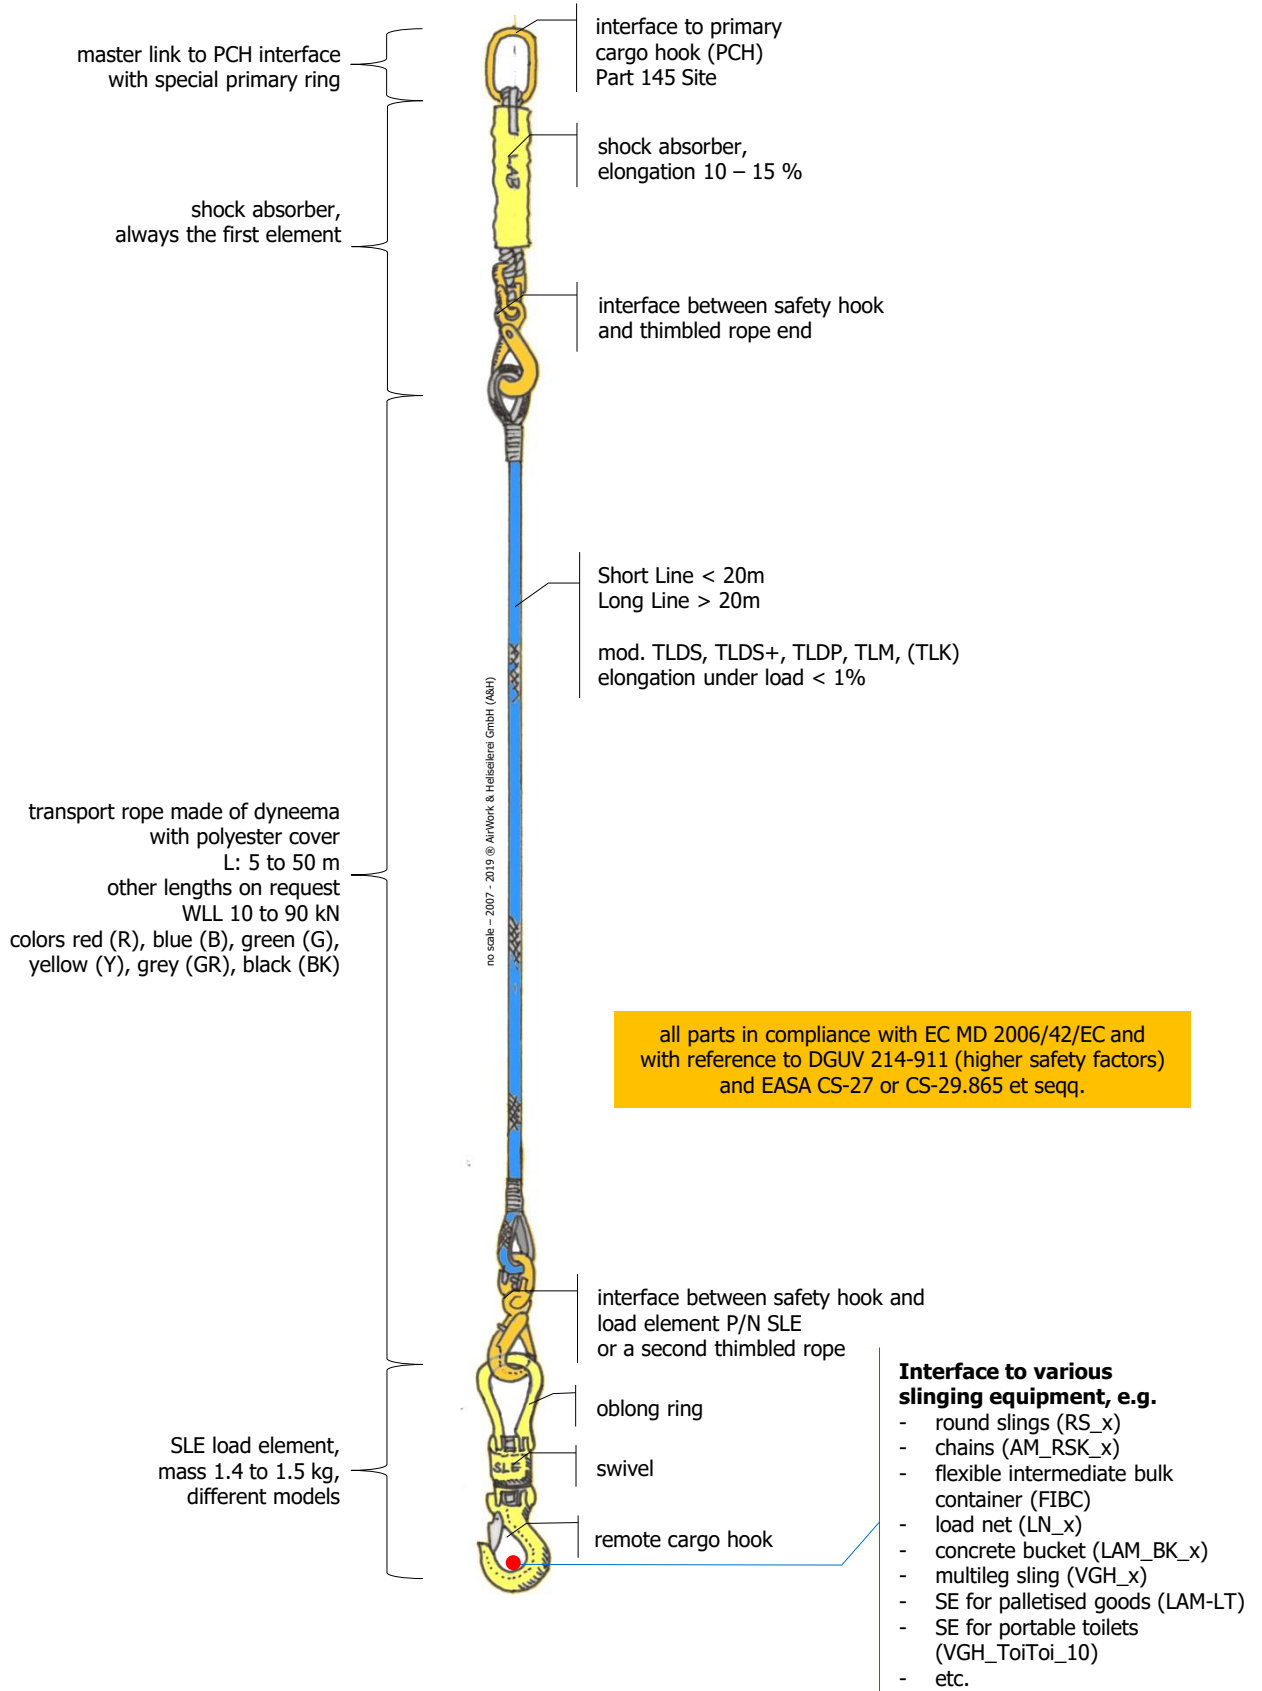 master link to PCH interface
with special primary ring
interface to primary
cargo hook (PCH)
Part 145 Site
LAB
shock absorber,
elongation 10 – 15 %
shock absorber,
always the first element
interface between safety hook
and thimbled rope end
Short Line < 20m
Long Line > 20m
mod. TLDS, TLDS+, TLDP, TLM, (TLK)
elongation under load < 1%
no scale – 2007 - 2019 ® AirWork & Heliseilerei GmbH (A&H)
transport rope made of dyneema
with polyester cover
L: 5 to 50 m
other lengths on request
WLL 10 to 90 kN
colors red (R), blue (B), green (G),
yellow (Y), grey (GR), black (BK)
all parts in compliance with EC MD 2006/42/EC and
with reference to DGUV 214-911 (higher safety factors)
and EASA CS-27 or CS-29.865 et seqq.
interface between safety hook and
load element P/N SLE
or a second thimbled rope
oblong ring
SLE
swivel
remote cargo hook
SLE load element,
mass 1.4 to 1.5 kg,
different models
Interface to various
slinging equipment, e.g.
- round slings (RS_x)
- chains (AM_RSK_x)
- flexible intermediate bulk
container (FIBC)
- load net (LN_x)
- concrete bucket (LAM_BK_x)
- multileg sling (VGH_x)
- SE for palletised goods (LAM-LT)
- SE for portable toilets
(VGH_ToiToi_10)
- etc.